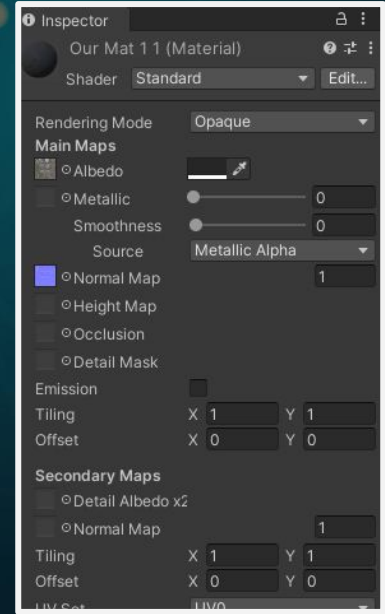 Inspector
Our Mat 1 1 (Material)
Shader Standard Edit...
Rendering Mode Opaque
Main Maps
Albedo
Metallic 0
Smoothness 0
Source Metallic Alpha
Normal Map 1
Height Map
Occlusion
Detail Mask
Emission
Tiling X 1 Y 1
Offset X 0 Y 0
Secondary Maps
Detail Albedo x2
Normal Map 1
Tiling X 1 Y 1
Offset X 0 Y 0
UV Set UV0